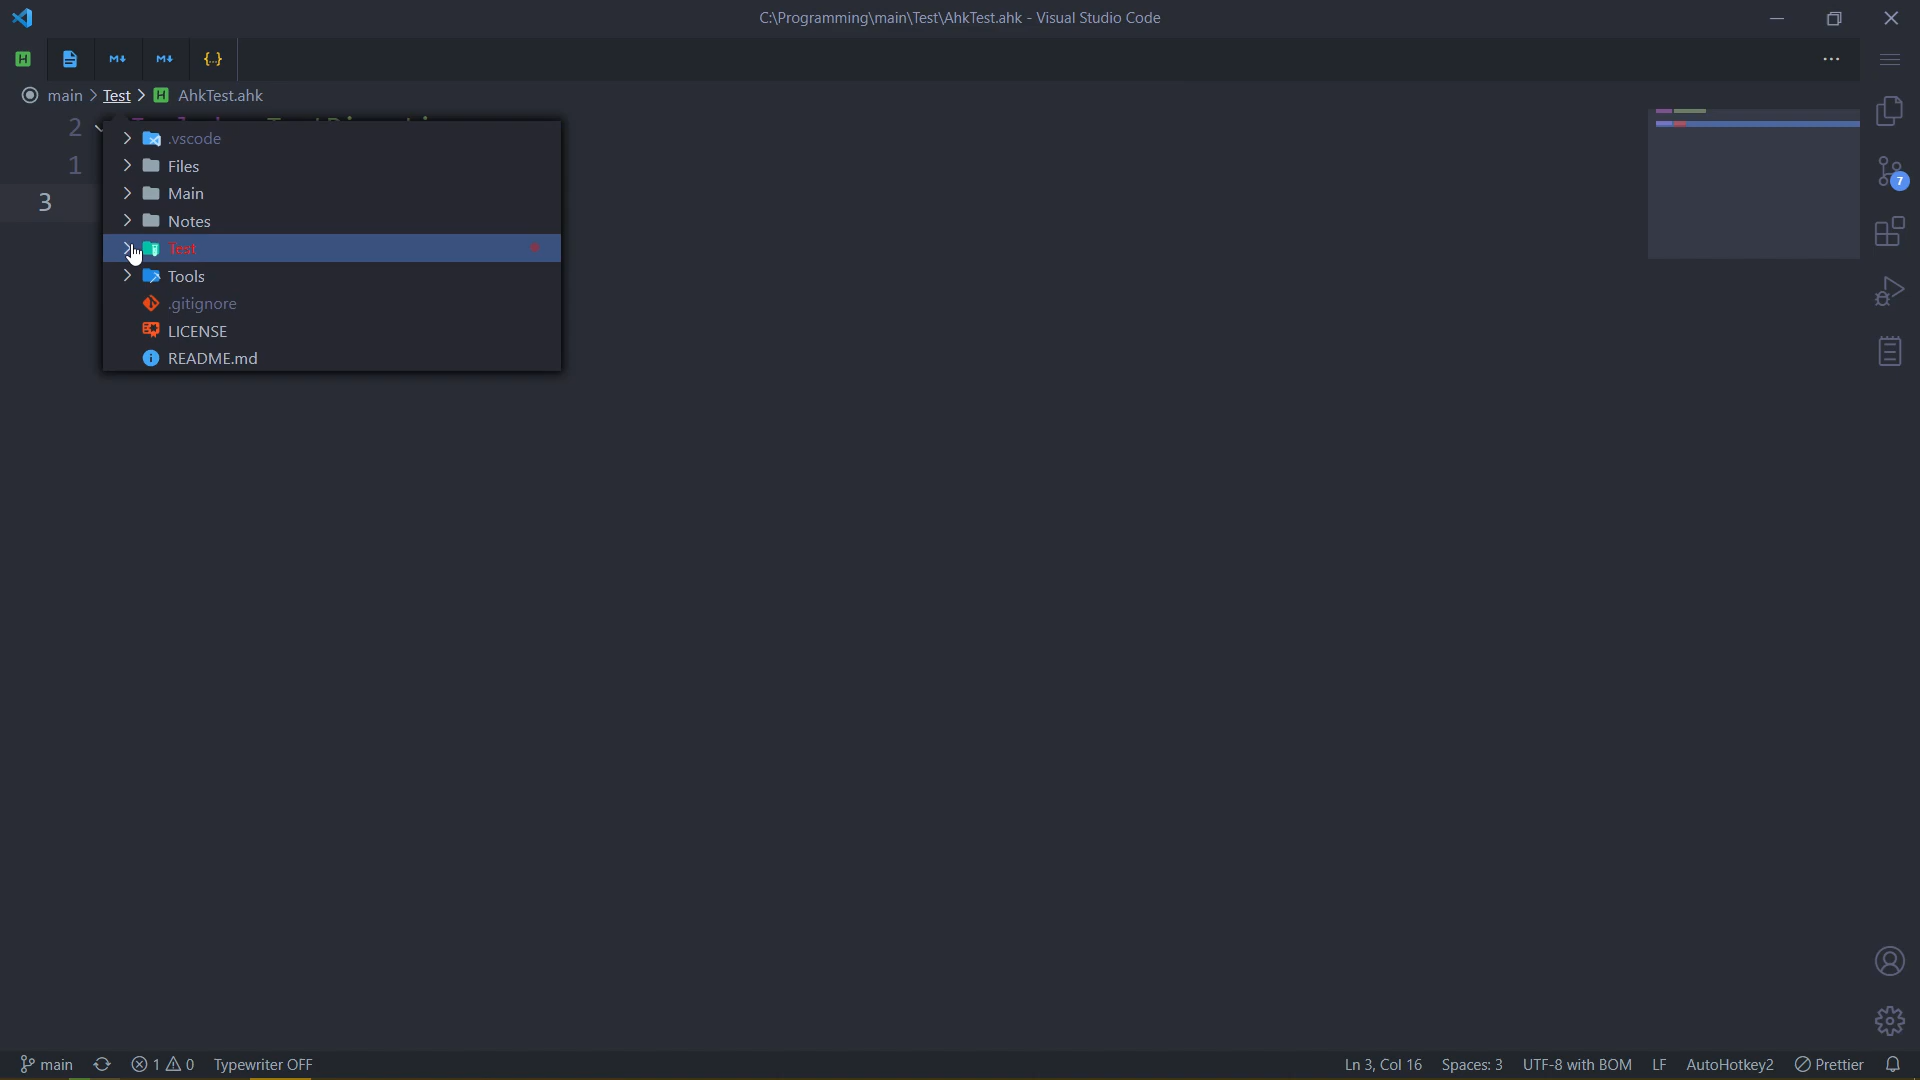 C:\Programming\main\Test\AhkTest.ahk - Visual Studio Code
H M↓ M↓ {..}
main > Test > H AhkTest.ahk
2
.vscode
1
Files
Main
3
Notes
7
Test
Tools
.gitignore
LICENSE
README.md
main 1 0 Typewriter OFF Ln 3, Col 16 Spaces: 3 UTF-8 with BOM LF AutoHotkey2 Prettier